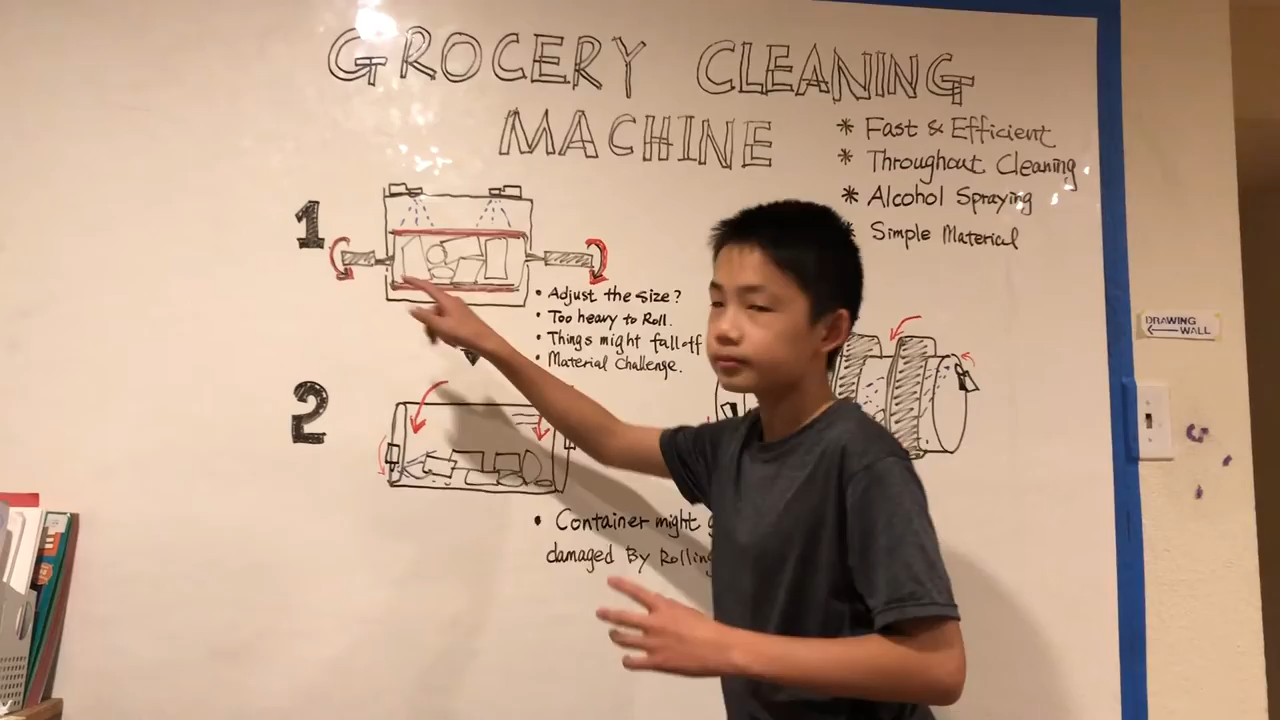 GROCERY CLEANING
MACHINE
* Fast & Efficient
* Throughout Cleaning
* Alcohol Spraying
* Simple Material
1
• Adjust the Size?
• Too heavy to Roll.
• Things might fall off
• Material Challenge.
2
• Container might
damaged By Rolling
DRAWING
WALL